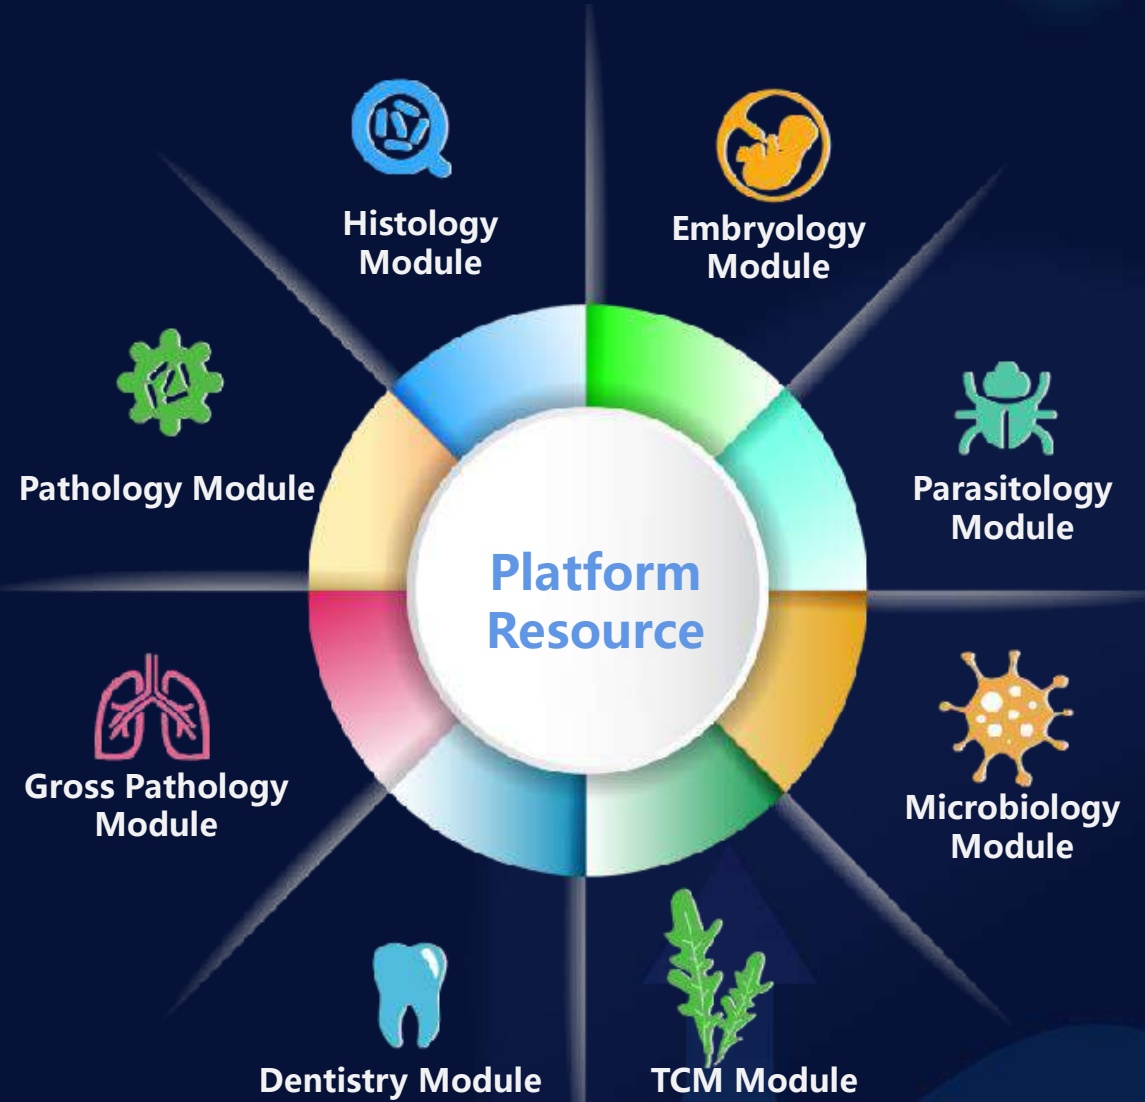 Histology
Module
Embryology
Module
Pathology Module
Parasitology
Module
Platform
Resource
Gross Pathology
Module
Microbiology
Module
Dentistry Module
TCM Module